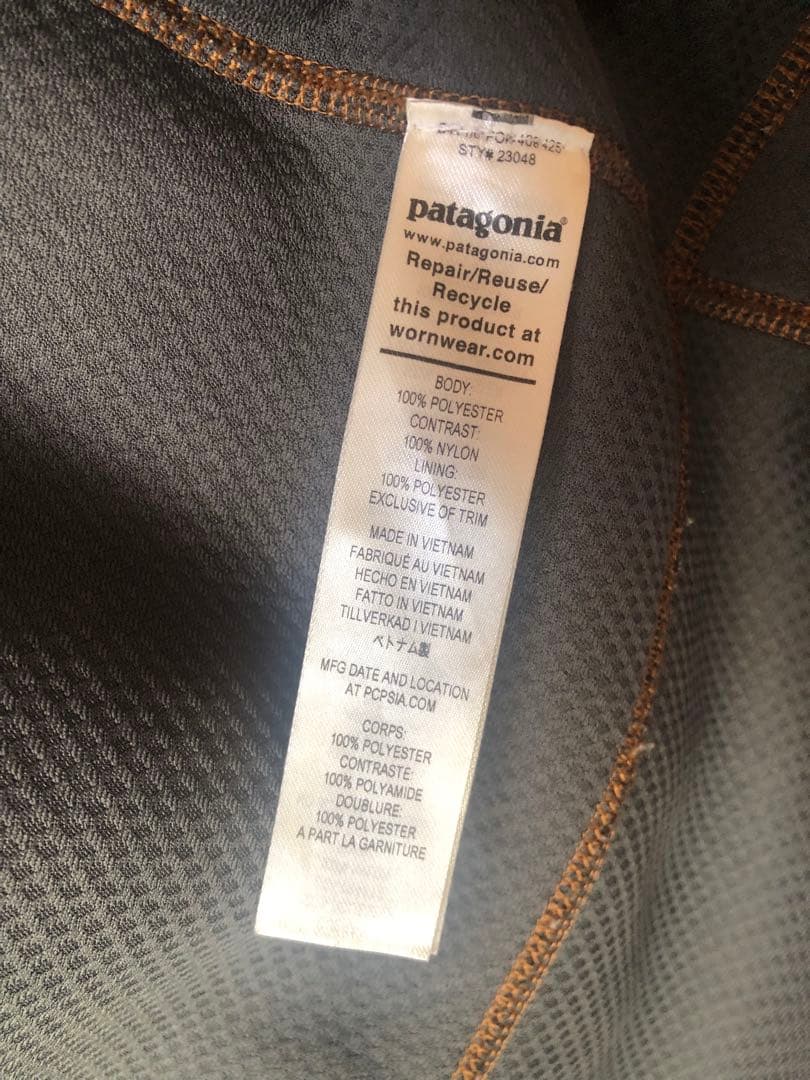 STY# 23048
patagonia®
www.patagonia.com
Repair/Reuse/
Recycle
this product at
wornwear.com
BODY:
100% POLYESTER
CONTRAST:
100% NYLON
LINING:
100% POLYESTER
EXCLUSIVE OF TRIM
MADE IN VIETNAM
FABRIQUÉ AU VIETNAM
HECHO EN VIETNAM
FATTO IN VIETNAM
TILLVERKAD I VIETNAM
ベトナム製
MFG DATE AND LOCATION
AT PCPSIA.COM
CORPS:
100% POLYESTER
CONTRASTE:
100% POLYAMIDE
DOUBLURE:
100% POLYESTER
A PART LA GARNITURE